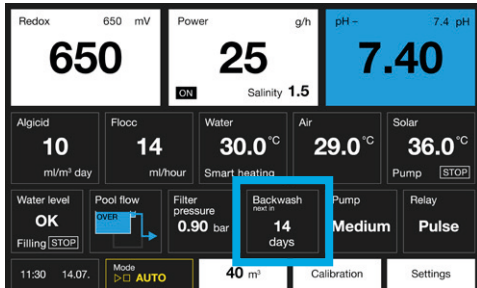 Redox 650 mV
650
Power g/h
25
ON Salinity 1.5
pH – 7.4 pH
7.40
Algicid
10
ml/m³ day
Flocc
14
ml/hour
Water
30.0°C
Smart heating
Air
29.0°C
Solar
36.0°C
Pump STOP
Water level
OK
Filling STOP
Pool flow
OVER
Filter
pressure
0.90 bar
Backwash
next in
14
days
Pump
Medium
Relay
Pulse
11:30 14.07.
Mode
AUTO
40 m³
Calibration
Settings